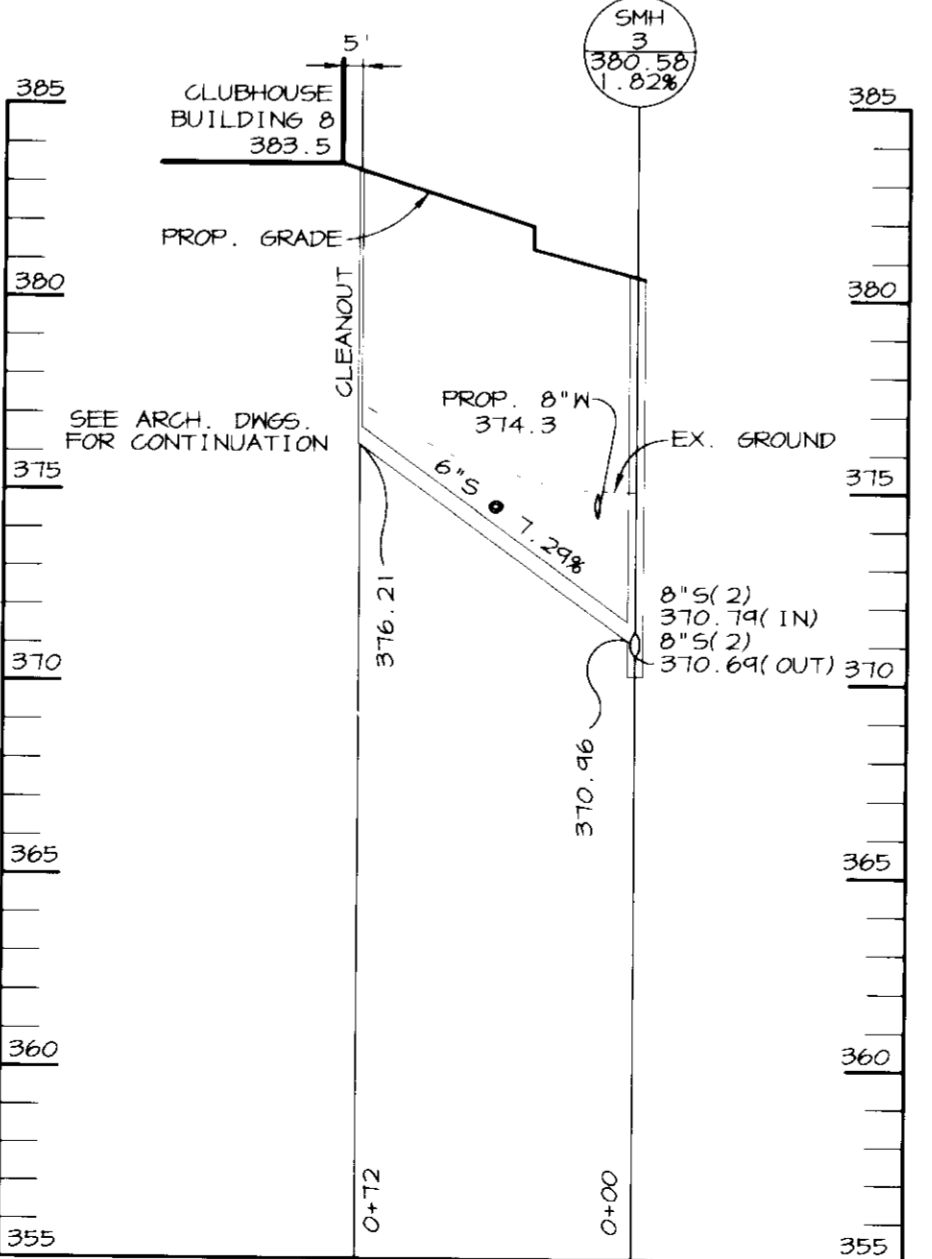 SMH
3
380.58
1.82%
5'
385
CLUBHOUSE
BUILDING 8
383.5
385
PROP. GRADE
380
380
CLEANOUT
SEE ARCH. DWGS.
FOR CONTINUATION
PROP. 8"W
374.3
EX. GROUND
375
375
6"S @ 7.29%
376.21
8"S(2)
370.79(IN)
8"S(2)
370.69(OUT)
370
370
370.96
365
365
360
360
0+72
0+00
355
355